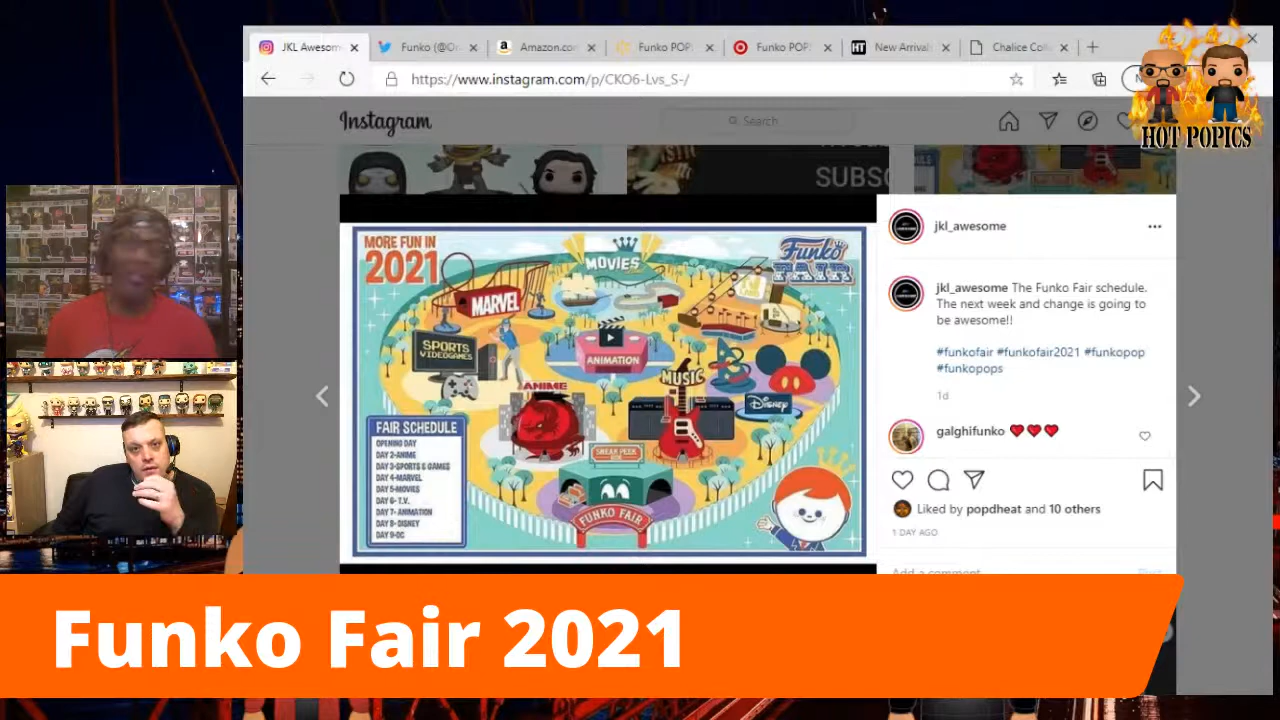 JKL Awesom
Funko (@Or
Amazon.com
Funko POP!
Funko POP!
New Arrival
Chalice Coll
https://www.instagram.com/p/CKO6-Lvs_S-/
HOT POPICS
Instagram
Search
SUBSC
MORE FUN IN
2021
MOVIES
Funko
FAIR
MARVEL
SPORTS
VIDEOGAMES
ANIMATION
MUSIC
ANIME
DISNEY
FAIR SCHEDULE
OPENING DAY
DAY 2-ANIME
DAY 3-SPORTS & GAMES
DAY 4-MARVEL
DAY 5-MOVIES
DAY 6- T.V.
DAY 7- ANIMATION
DAY 8- DISNEY
DAY 9-DC
SNEAK PEEK
FUNKO FAIR
jkl_awesome
jkl_awesome The Funko Fair schedule.
The next week and change is going to
be awesome!!
#funkofair #funkofair2021 #funkopop
#funkopops
1d
galghifunko
Liked by popdheat and 10 others
1 DAY AGO
Add a comment
Post
Funko Fair 2021